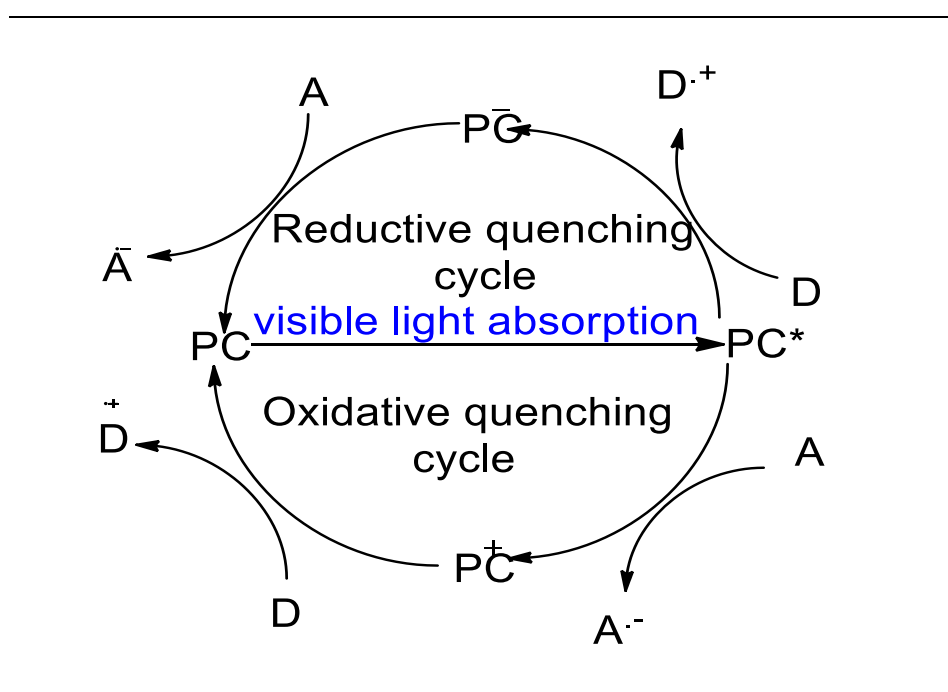 A
D·+
PC̄
Reductive quenching
cycle
Ā·
D
visible light absorption
PC
PC*
Oxidative quenching
cycle
·+
D
A
PC+
D
A·-